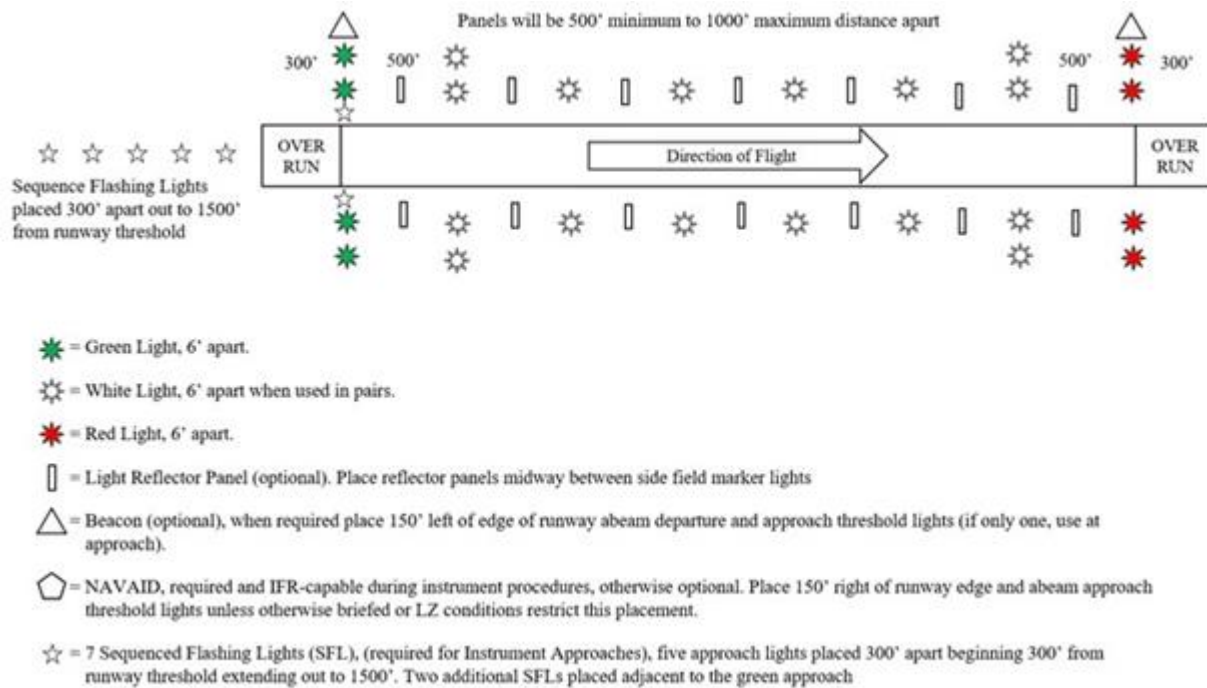 Panels will be 500' minimum to 1000' maximum distance apart
300' 500' 500' 300'
OVER
RUN
Direction of Flight
OVER
RUN
Sequence Flashing Lights
placed 300' apart out to 1500'
from runway threshold
= Green Light, 6' apart.
= White Light, 6' apart when used in pairs.
= Red Light, 6' apart.
= Light Reflector Panel (optional). Place reflector panels midway between side field marker lights
= Beacon (optional), when required place 150' left of edge of runway abeam departure and approach threshold lights (if only one, use at
approach).
= NAVAID, required and IFR-capable during instrument procedures, otherwise optional. Place 150' right of runway edge and abeam approach
threshold lights unless otherwise briefed or LZ conditions restrict this placement.
= 7 Sequenced Flashing Lights (SFL), (required for Instrument Approaches), five approach lights placed 300' apart beginning 300' from
runway threshold extending out to 1500'. Two additional SFLs placed adjacent to the green approach